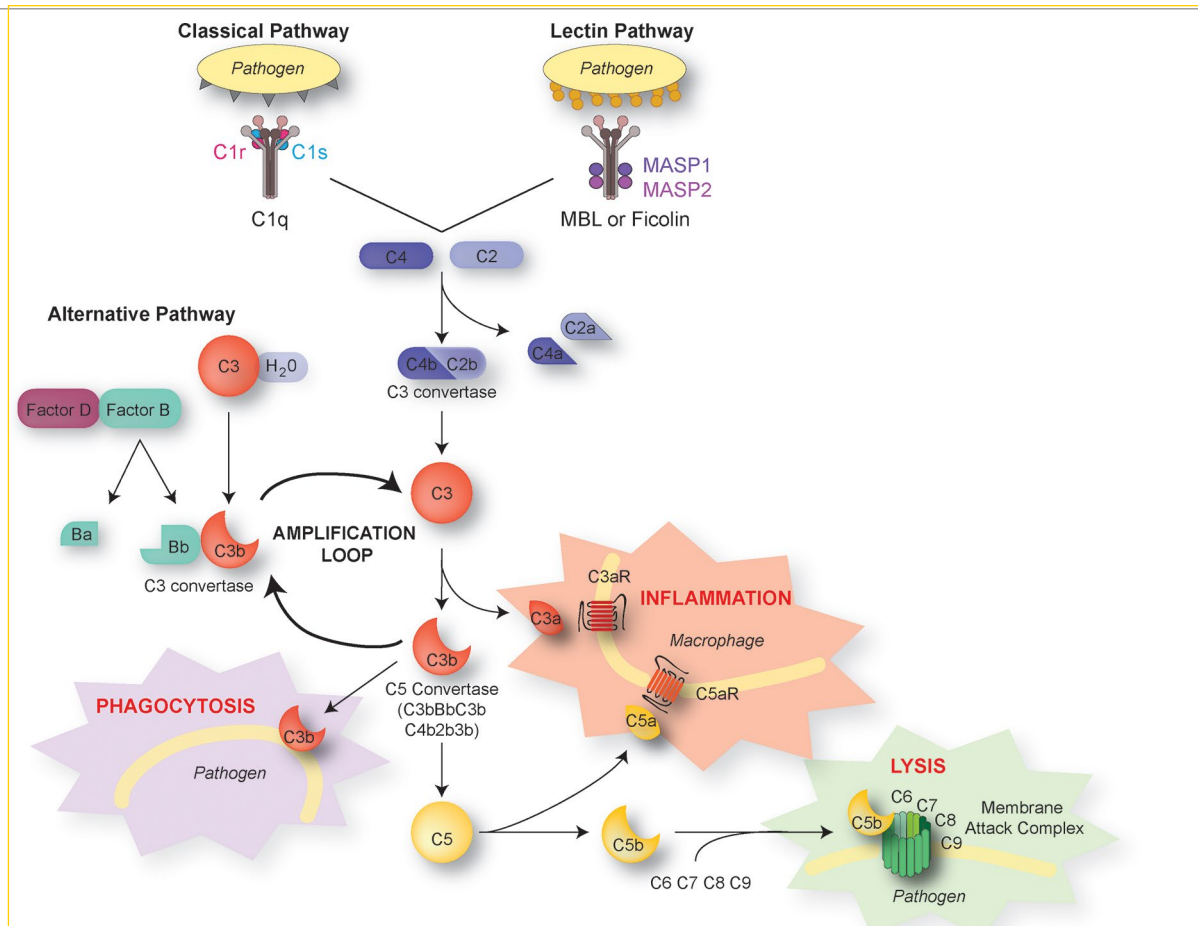 Classical Pathway
Lectin Pathway
Pathogen
Pathogen
C1r
C1s
MASP1
MASP2
C1q
MBL or Ficolin
C4
C2
Alternative Pathway
C2a
C4a
C3
H20
C4b
C2b
C3 convertase
Factor D
Factor B
C3
AMPLIFICATION
LOOP
Ba
Bb
C3b
C3 convertase
C3aR
INFLAMMATION
C3a
Macrophage
C3b
C5aR
C5 Convertase
(C3bBbC3b
C4b2b3b)
C5a
PHAGOCYTOSIS
C3b
Pathogen
LYSIS
C6
C7
C8
C9
Membrane
Attack Complex
C5b
C5
C5b
C6 C7 C8 C9
Pathogen